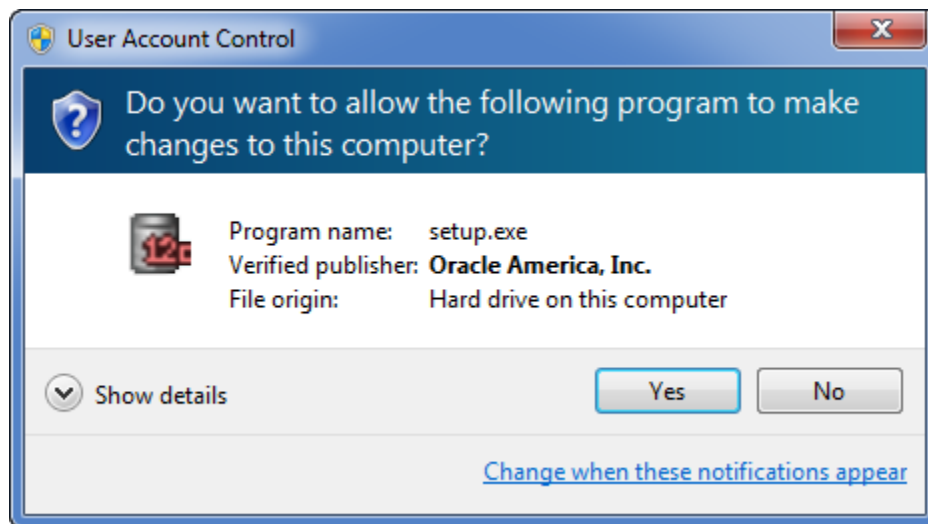 User Account Control
Do you want to allow the following program to make
changes to this computer?
12c
Program name: setup.exe
Verified publisher: Oracle America, Inc.
File origin: Hard drive on this computer
Show details
Yes
No
Change when these notifications appear